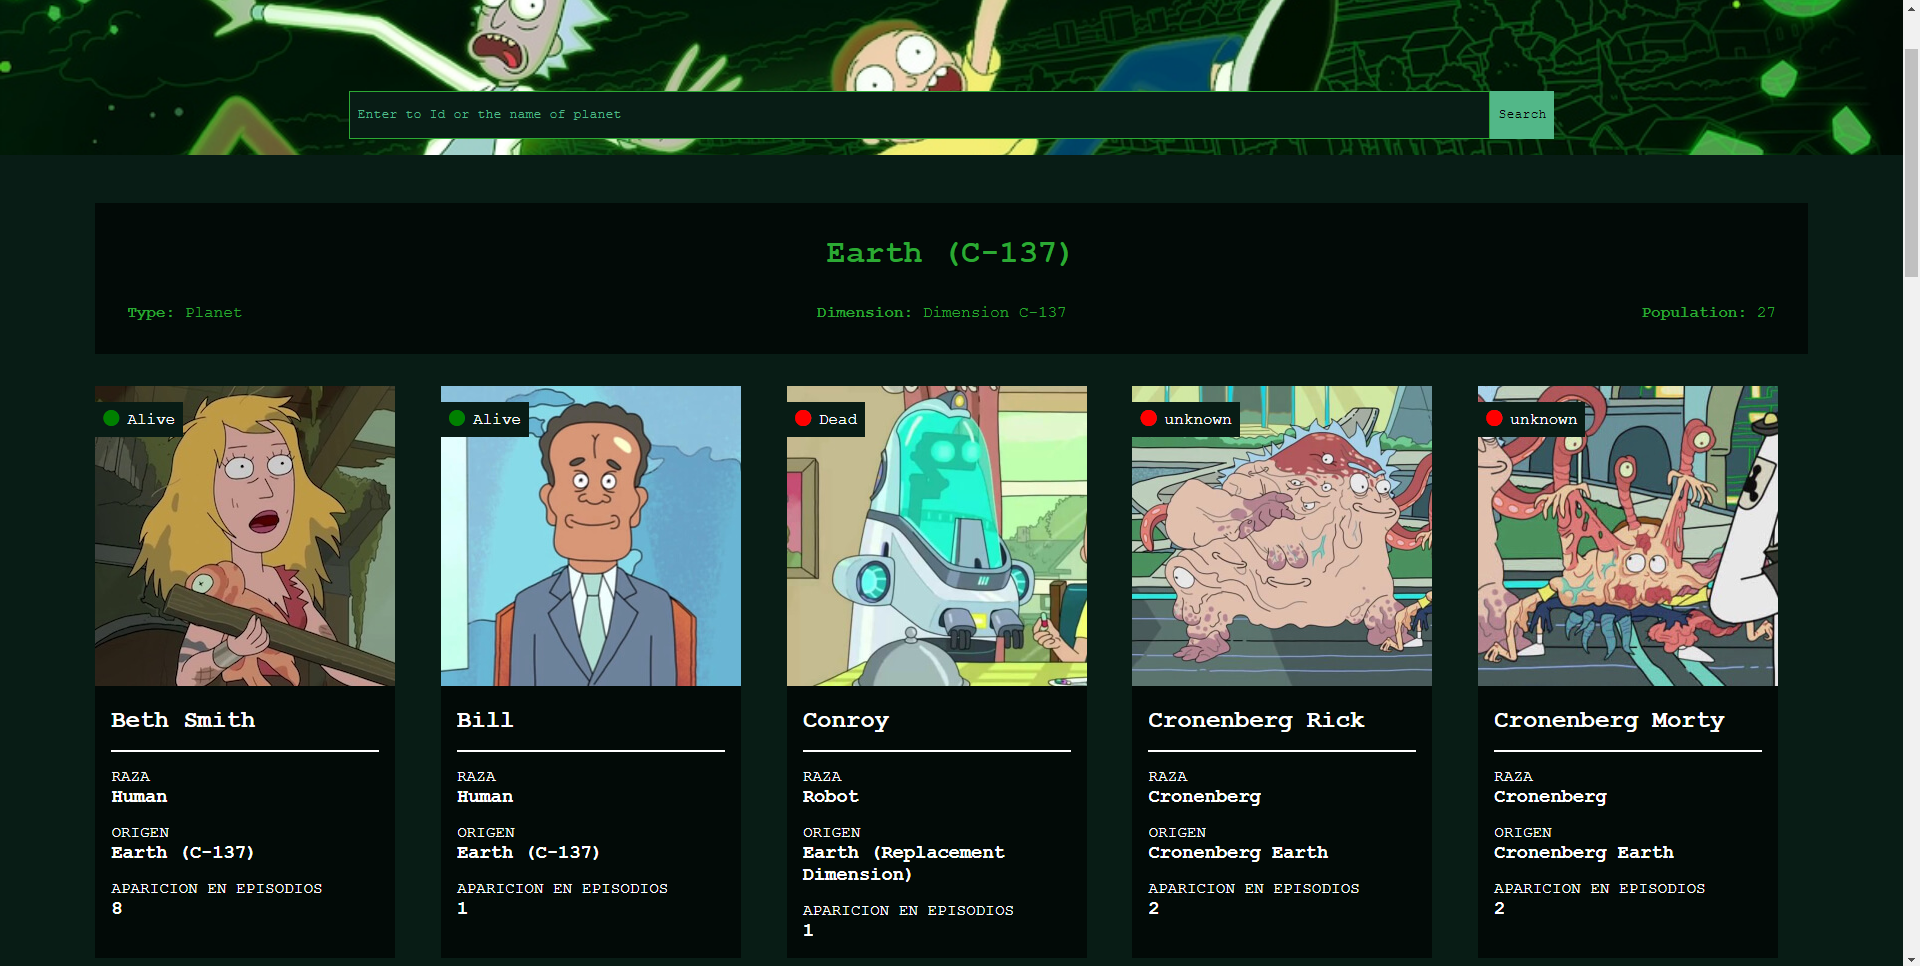 Enter to Id or the name of planet
Search
Earth (C-137)
Type: Planet
Dimension: Dimension C-137
Population: 27
Alive
Beth Smith
RAZA
Human
ORIGEN
Earth (C-137)
APARICION EN EPISODIOS
8
Alive
Bill
RAZA
Human
ORIGEN
Earth (C-137)
APARICION EN EPISODIOS
1
Dead
Conroy
RAZA
Robot
ORIGEN
Earth (Replacement
Dimension)
APARICION EN EPISODIOS
1
unknown
Cronenberg Rick
RAZA
Cronenberg
ORIGEN
Cronenberg Earth
APARICION EN EPISODIOS
2
unknown
Cronenberg Morty
RAZA
Cronenberg
ORIGEN
Cronenberg Earth
APARICION EN EPISODIOS
2